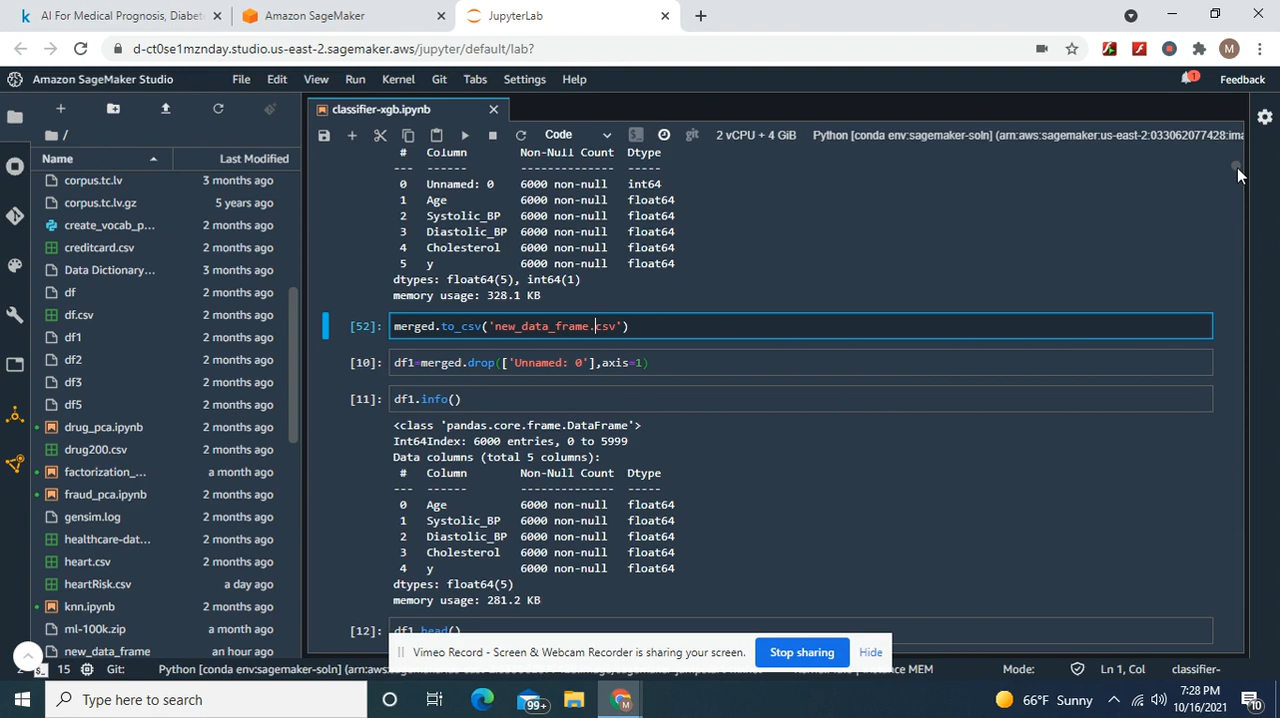 AI For Medical Prognosis, Diabet
Amazon SageMaker
JupyterLab
d-ct0se1mznday.studio.us-east-2.sagemaker.aws/jupyter/default/lab?
M
Amazon SageMaker Studio
File Edit View Run Kernel Git Tabs Settings Help
1
Feedback
classifier-xgb.ipynb
Code
git
2 vCPU + 4 GiB
Python [conda env:sagemaker-soln] (arn:aws:sagemaker:us-east-2:033062077428:ima
/
Name Last Modified
corpus.tc.lv 3 months ago
corpus.tc.lv.gz 5 years ago
create_vocab_p... 2 months ago
creditcard.csv 2 months ago
Data Dictionary... 3 months ago
df 2 months ago
df.csv 2 months ago
df1 2 months ago
df2 2 months ago
df3 2 months ago
df5 2 months ago
drug_pca.ipynb 2 months ago
drug200.csv 2 months ago
factorization_... a month ago
fraud_pca.ipynb 2 months ago
gensim.log 2 months ago
healthcare-dat... 2 months ago
heart.csv 2 months ago
heartRisk.csv a day ago
knn.ipynb 2 months ago
ml-100k.zip 2 months ago
new_data_frame an hour ago
# Column Non-Null Count Dtype
--- ------ -------------- -----
0 Unnamed: 0 6000 non-null int64
1 Age 6000 non-null float64
2 Systolic_BP 6000 non-null float64
3 Diastolic_BP 6000 non-null float64
4 Cholesterol 6000 non-null float64
5 y 6000 non-null float64
dtypes: float64(5), int64(1)
memory usage: 328.1 KB
[52]: merged.to_csv('new_data_frame.csv')
[10]: df1=merged.drop(['Unnamed: 0'],axis=1)
[11]: df1.info()
<class 'pandas.core.frame.DataFrame'>
Int64Index: 6000 entries, 0 to 5999
Data columns (total 5 columns):
# Column Non-Null Count Dtype
--- ------ -------------- -----
0 Age 6000 non-null float64
1 Systolic_BP 6000 non-null float64
2 Diastolic_BP 6000 non-null float64
3 Cholesterol 6000 non-null float64
4 y 6000 non-null float64
dtypes: float64(5)
memory usage: 281.2 KB
[12]: df1.head()
Vimeo Record - Screen & Webcam Recorder is sharing your screen. Stop sharing Hide
15 Git: Python [conda env:sagemaker-soln] (arn:aws Instance MEM Mode: Ln 1, Col classifier-
Type here to search
99+
66°F Sunny
7:28 PM
10/16/2021
10